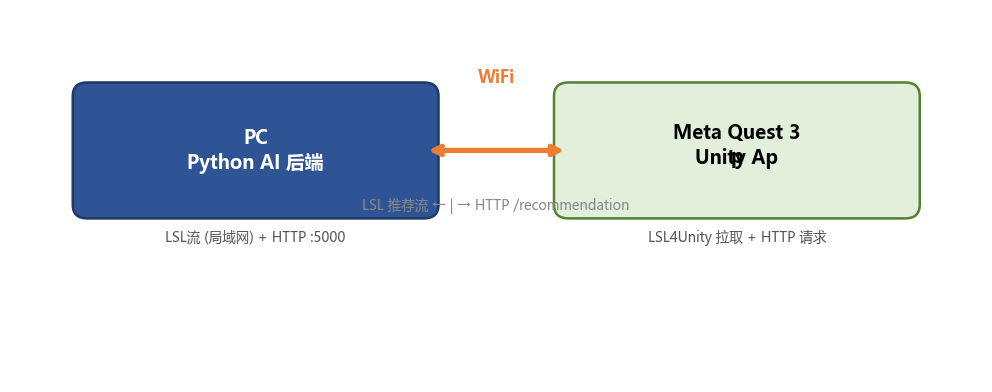 WiFi
PC
Python AI 后端
Meta Quest 3
Unity Ap
p
LSL 推荐流 ← | → HTTP /recommendation
LSL流 (局域网) + HTTP :5000
LSL4Unity 拉取 + HTTP 请求